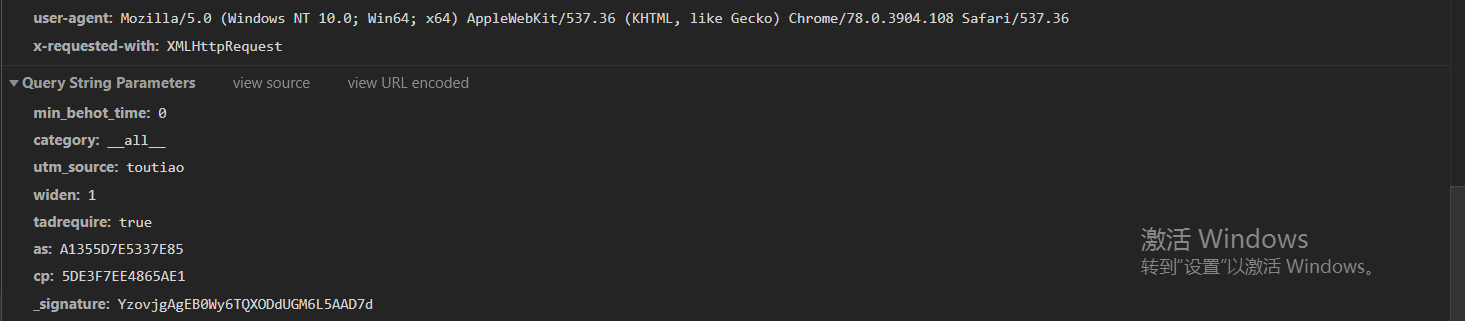 user-agent: Mozilla/5.0 (Windows NT 10.0; Win64; x64) AppleWebKit/537.36 (KHTML, like Gecko) Chrome/78.0.3904.108 Safari/537.36
x-requested-with: XMLHttpRequest
Query String Parameters view source view URL encoded
min_behot_time: 0
category: __all__
utm_source: toutiao
widen: 1
tadrequire: true
as: A1355D7E5337E85
cp: 5DE3F7EE4865AE1
_signature: YzovjgAgEB0Wy6TQXODdUGM6L5AAD7d
激活 Windows
转到“设置”以激活 Windows。